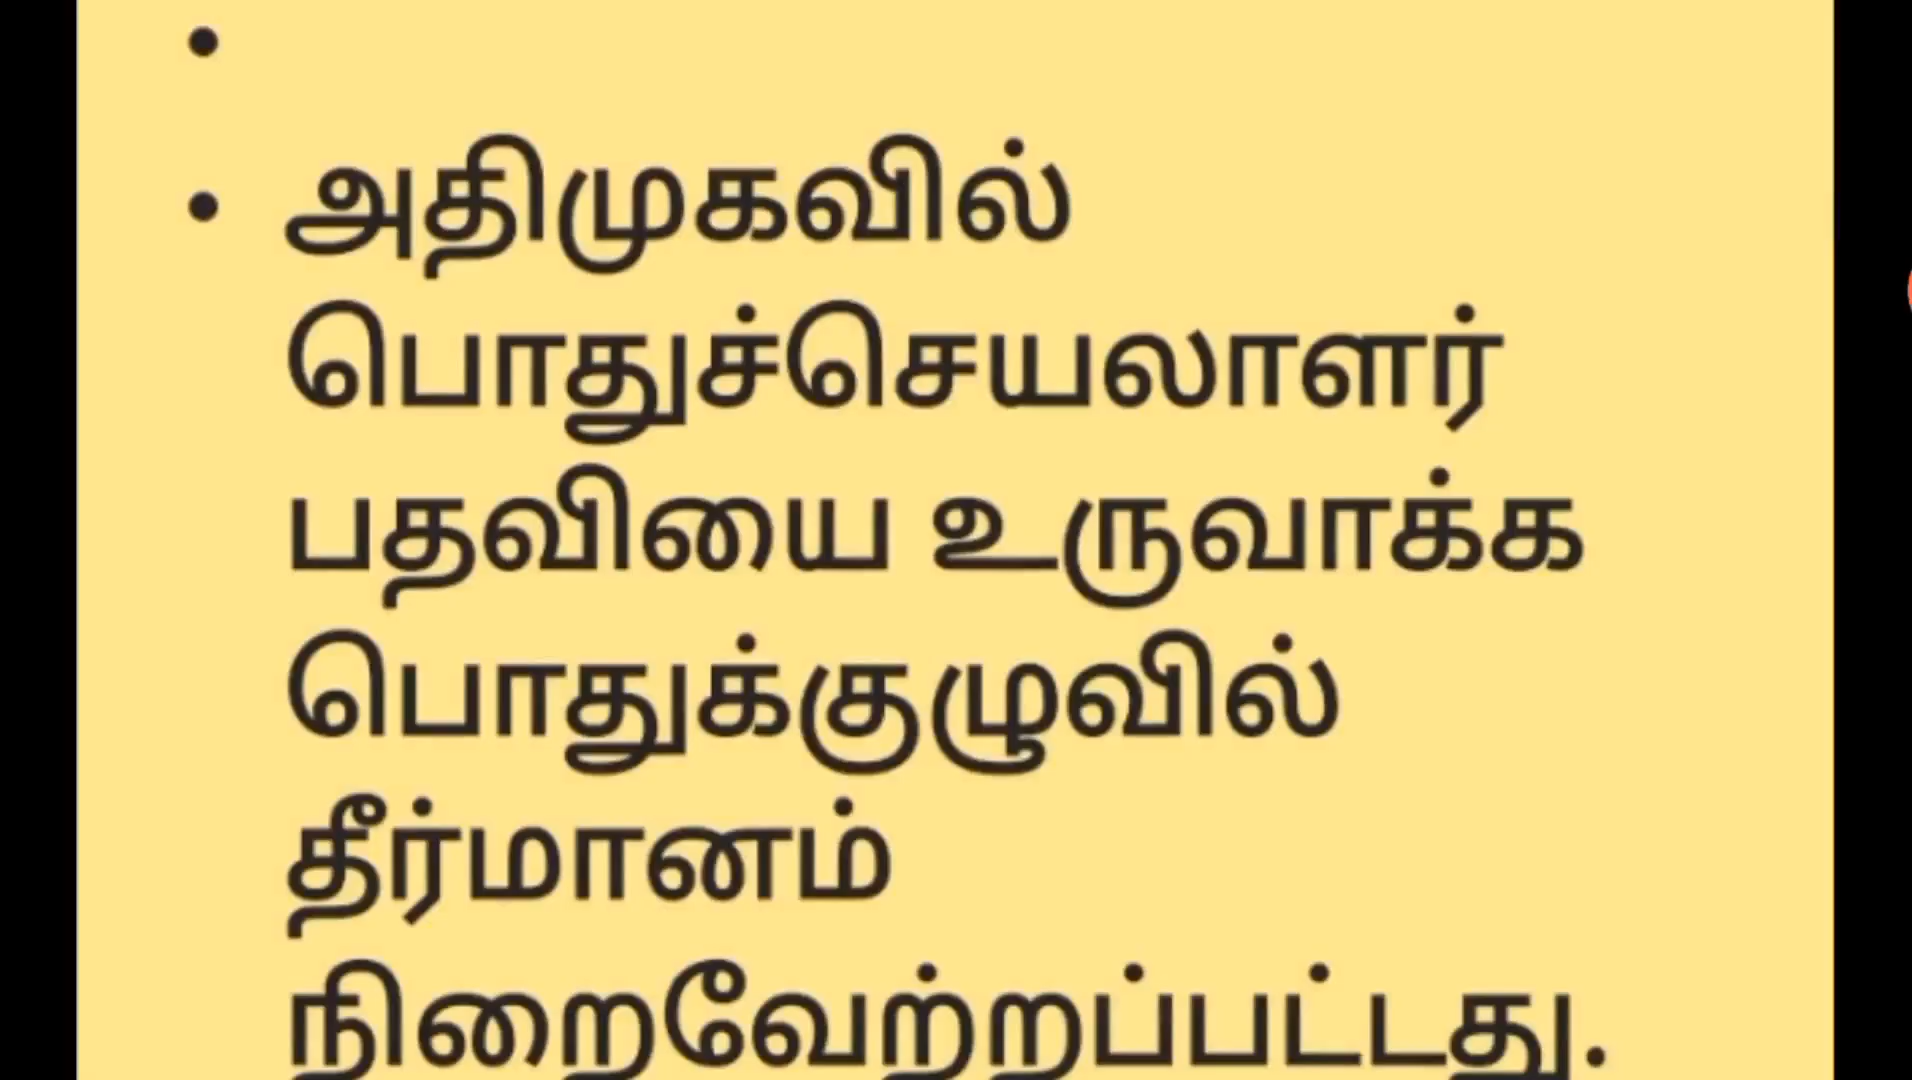 •
• அதிமுகவில்
பொதுச்செயலாளர்
பதவியை உருவாக்க
பொதுக்குழுவில்
தீர்மானம்
நிறைவேற்றப்பட்டது.